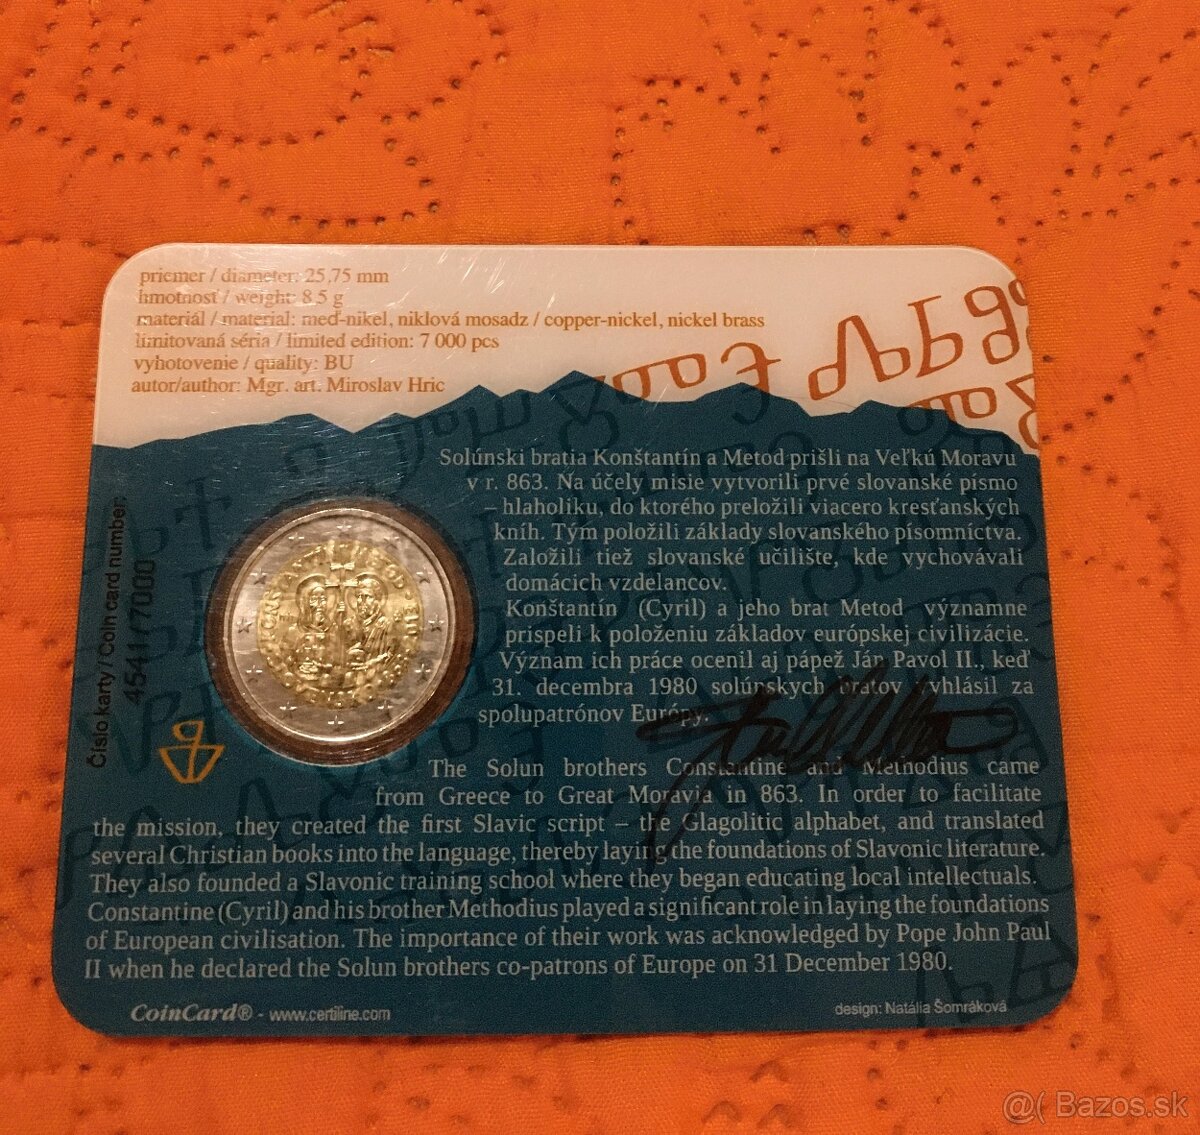 priemer / diameter: 25,75 mm
hmotnosť / weight: 8,5 g
materiál / material: meď-nikel, niklová mosadz / copper-nickel, nickel brass
limitovaná séria / limited edition: 7 000 pcs
vyhotovenie / quality: BU
autor/author: Mgr. art. Miroslav Hric
Solúnski bratia Konštantín a Metod prišli na Veľkú Moravu
v r. 863. Na účely misie vytvorili prvé slovanské písmo
– hlaholiku, do ktorého preložili viacero kresťanských
kníh. Tým položili základy slovanského písomníctva.
Založili tiež slovanské učilište, kde vychovávali
domácich vzdelancov.
Konštantín (Cyril) a jeho brat Metod významne
prispeli k položeniu základov európskej civilizácie.
Význam ich práce ocenil aj pápež Ján Pavol II., keď
31. decembra 1980 solúnskych bratov vyhlásil za
spolupatrónov Európy.
Číslo karty / Coin card number:
4541/7000
The Solun brothers Constantine and Methodius came
from Greece to Great Moravia in 863. In order to facilitate
the mission, they created the first Slavic script – the Glagolitic alphabet, and translated
several Christian books into the language, thereby laying the foundations of Slavonic literature.
They also founded a Slavonic training school where they began educating local intellectuals.
Constantine (Cyril) and his brother Methodius played a significant role in laying the foundations
of European civilisation. The importance of their work was acknowledged by Pope John Paul
II when he declared the Solun brothers co-patrons of Europe on 31 December 1980.
CoinCard® - www.certiline.com
design: Natália Šomráková
@( Bazos.sk